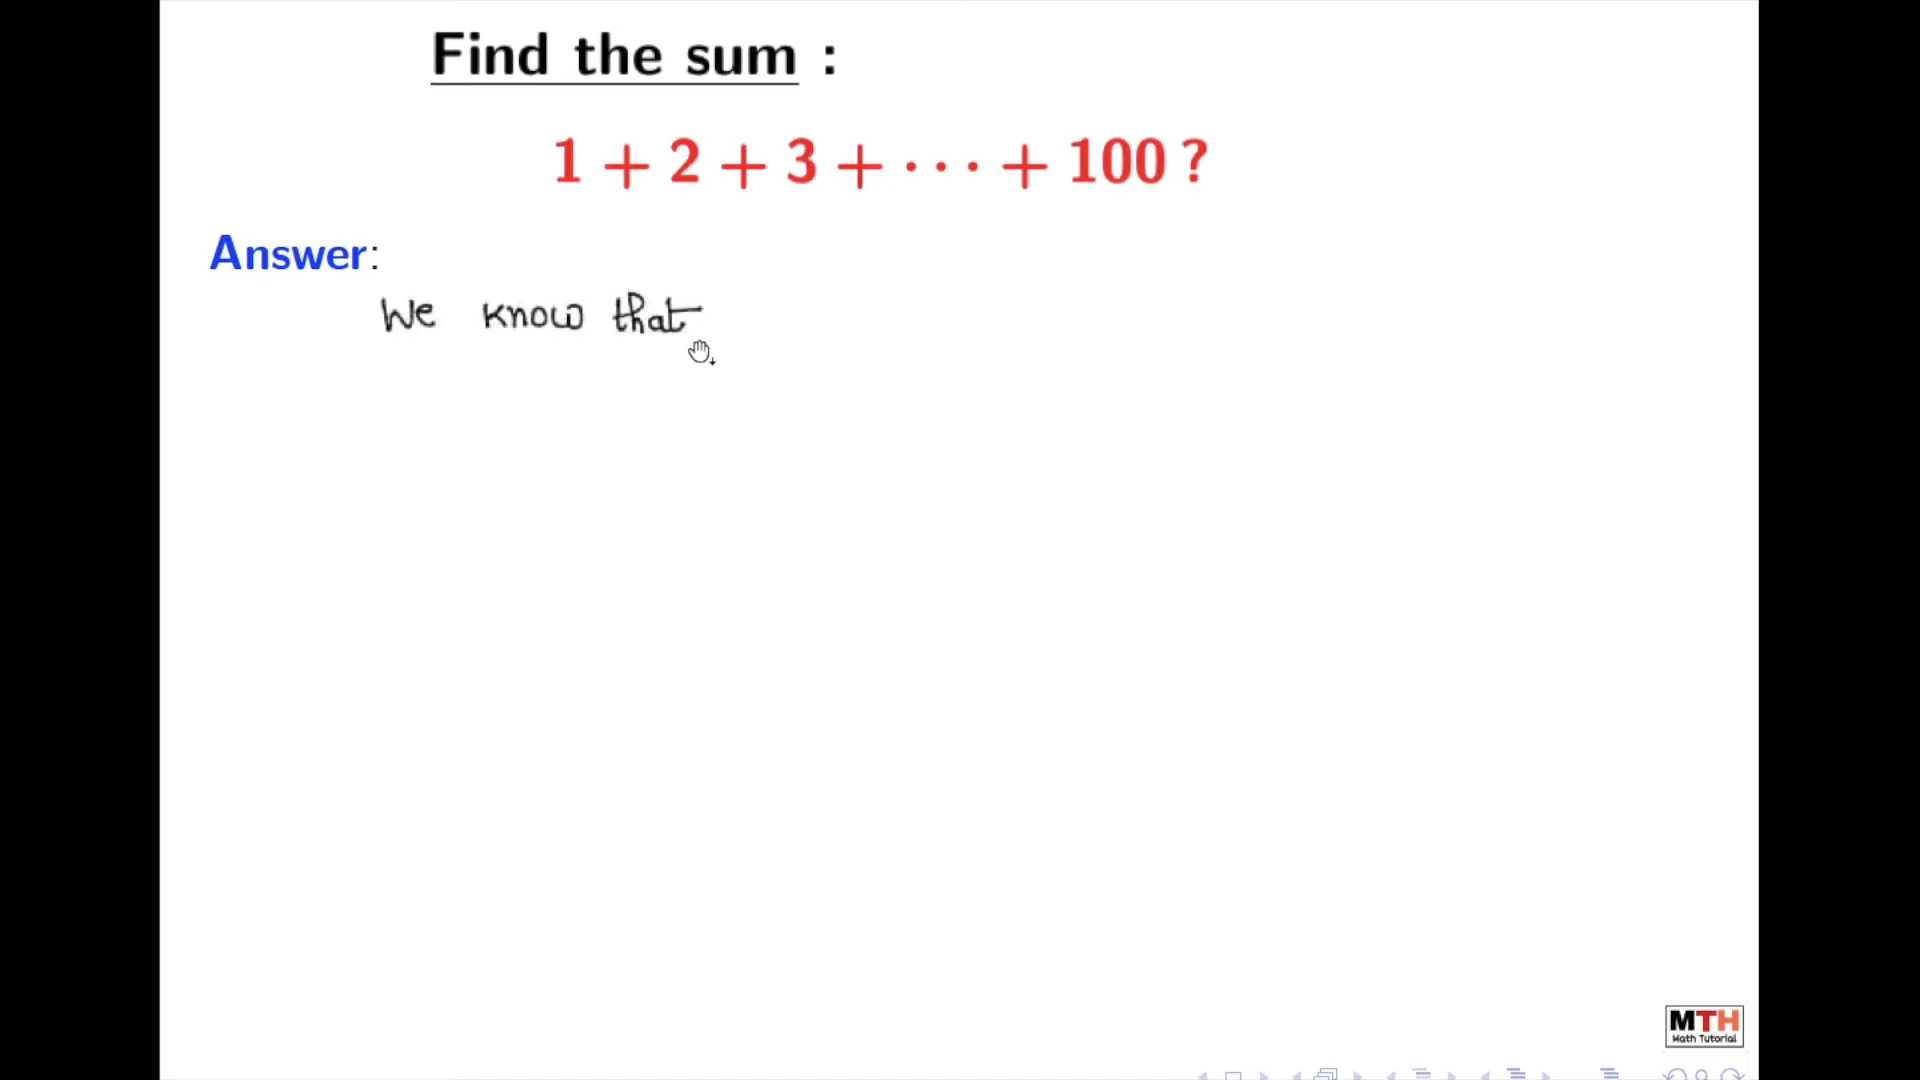 Find the sum :
1 + 2 + 3 + · · · + 100 ?
Answer:
We know that
MTH
Math Tutorial